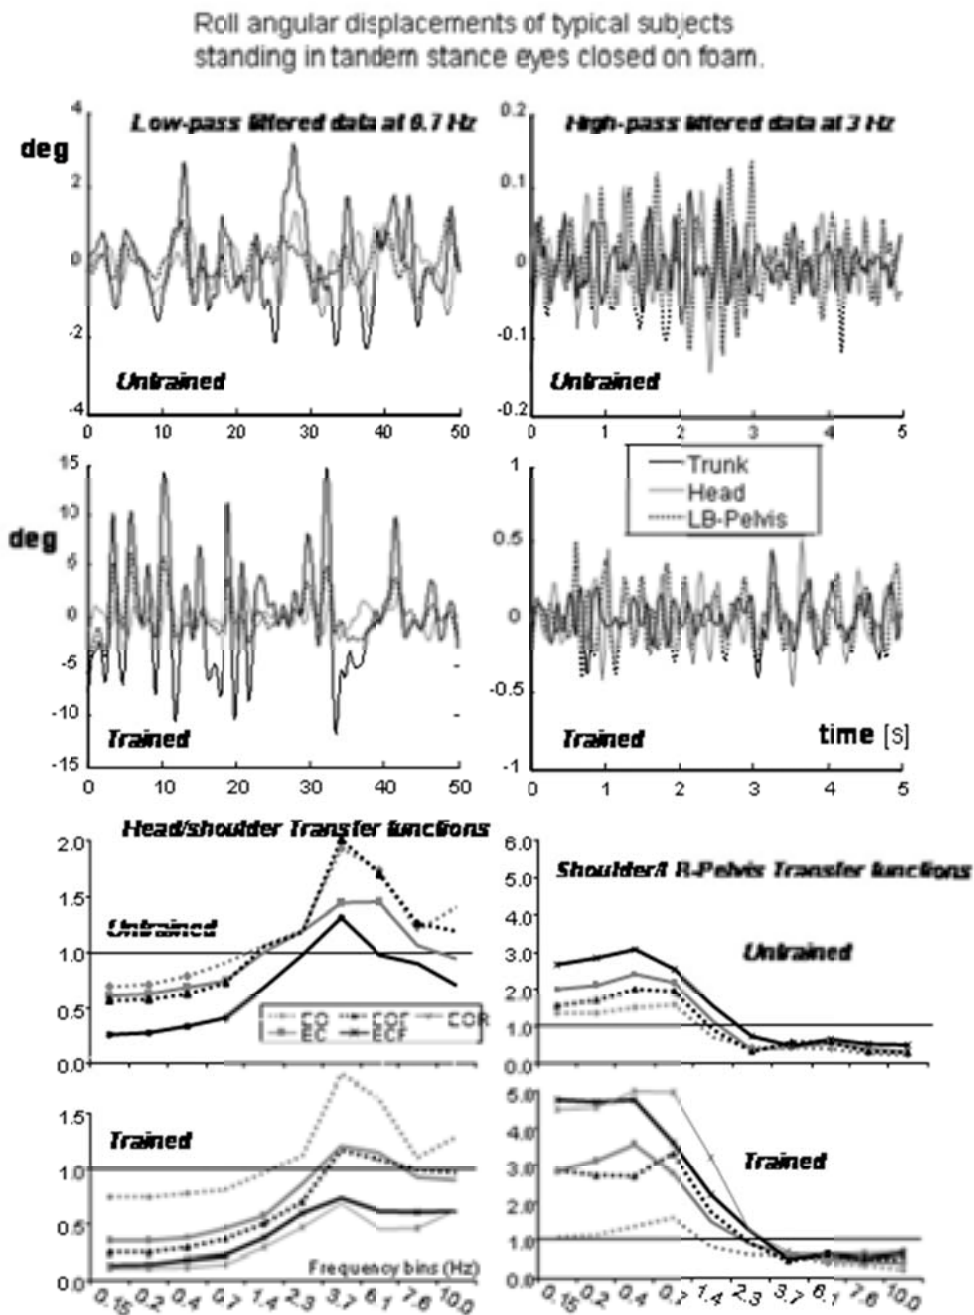 Roll angular displacements of typical subjects
standing in tandem stance eyes closed on foam.
Low-pass filtered data at 0.7 Hz
High-pass filtered data at 3 Hz
4
deg
2
0
-2
-4
Untrained
0 10 20 30 40 50
0.2
0.1
0
-0.1
-0.2
Untrained
0 1 2 3 4 5
15
10
deg
5
0
-5
-10
-15
Trained
0 10 20 30 40 50
1
0.5
0
-0.5
-1
Trunk
Head
LB-Pelvis
Trained
time [s]
0 1 2 3 4 5
Head/shoulder Transfer functions
2.0
1.5
1.0
0.5
0.0
Untrained
Transfer functions
6.0
5.0
4.0
3.0
2.0
1.0
0.0
Untrained
1.5
1.0
0.5
0.0
Trained
Frequency bins (Hz)
0.15 0.2 0.4 0.7 1.4 2.3 3.7 6.1 7.6 10.0
5.0
4.0
3.0
2.0
1.0
0.0
Trained
0.15 0.2 0.4 0.7 1.4 2.3 3.7 6.1 7.6 10.0